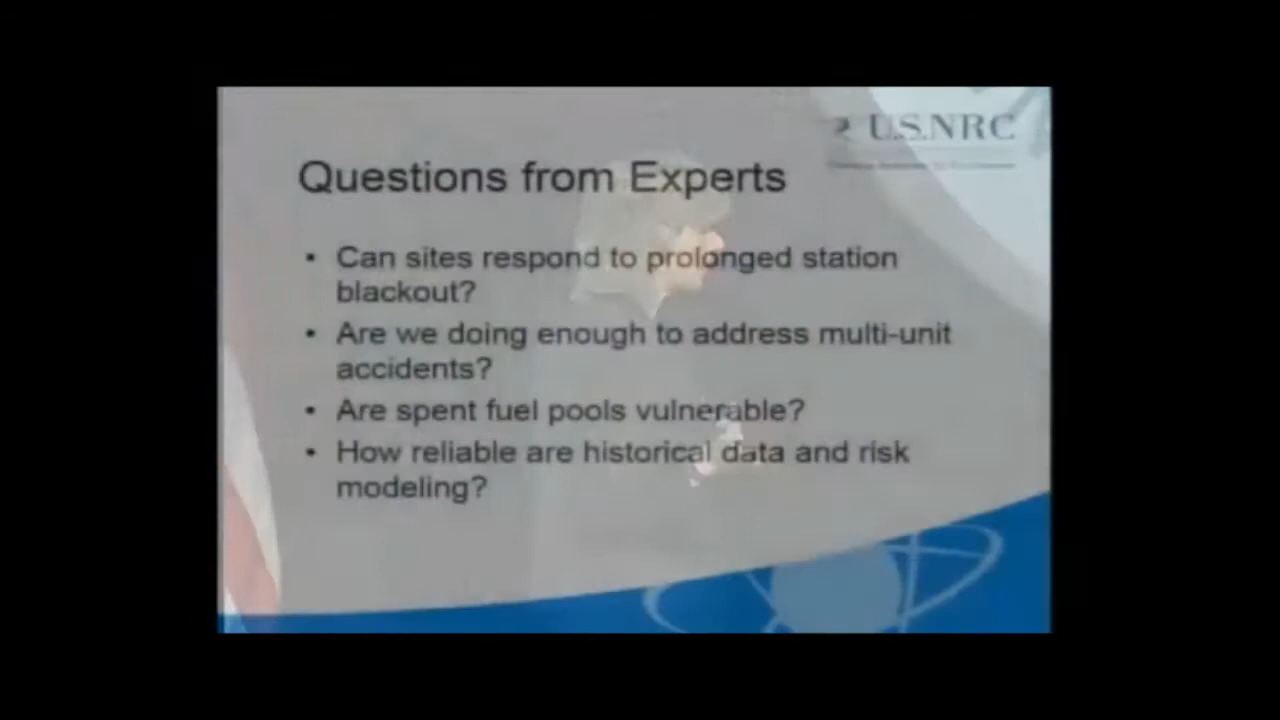 U.S.NRC
Questions from Experts
• Can sites respond to prolonged station
blackout?
• Are we doing enough to address multi-unit
accidents?
• Are spent fuel pools vulnerable?
• How reliable are historical data and risk
modeling?